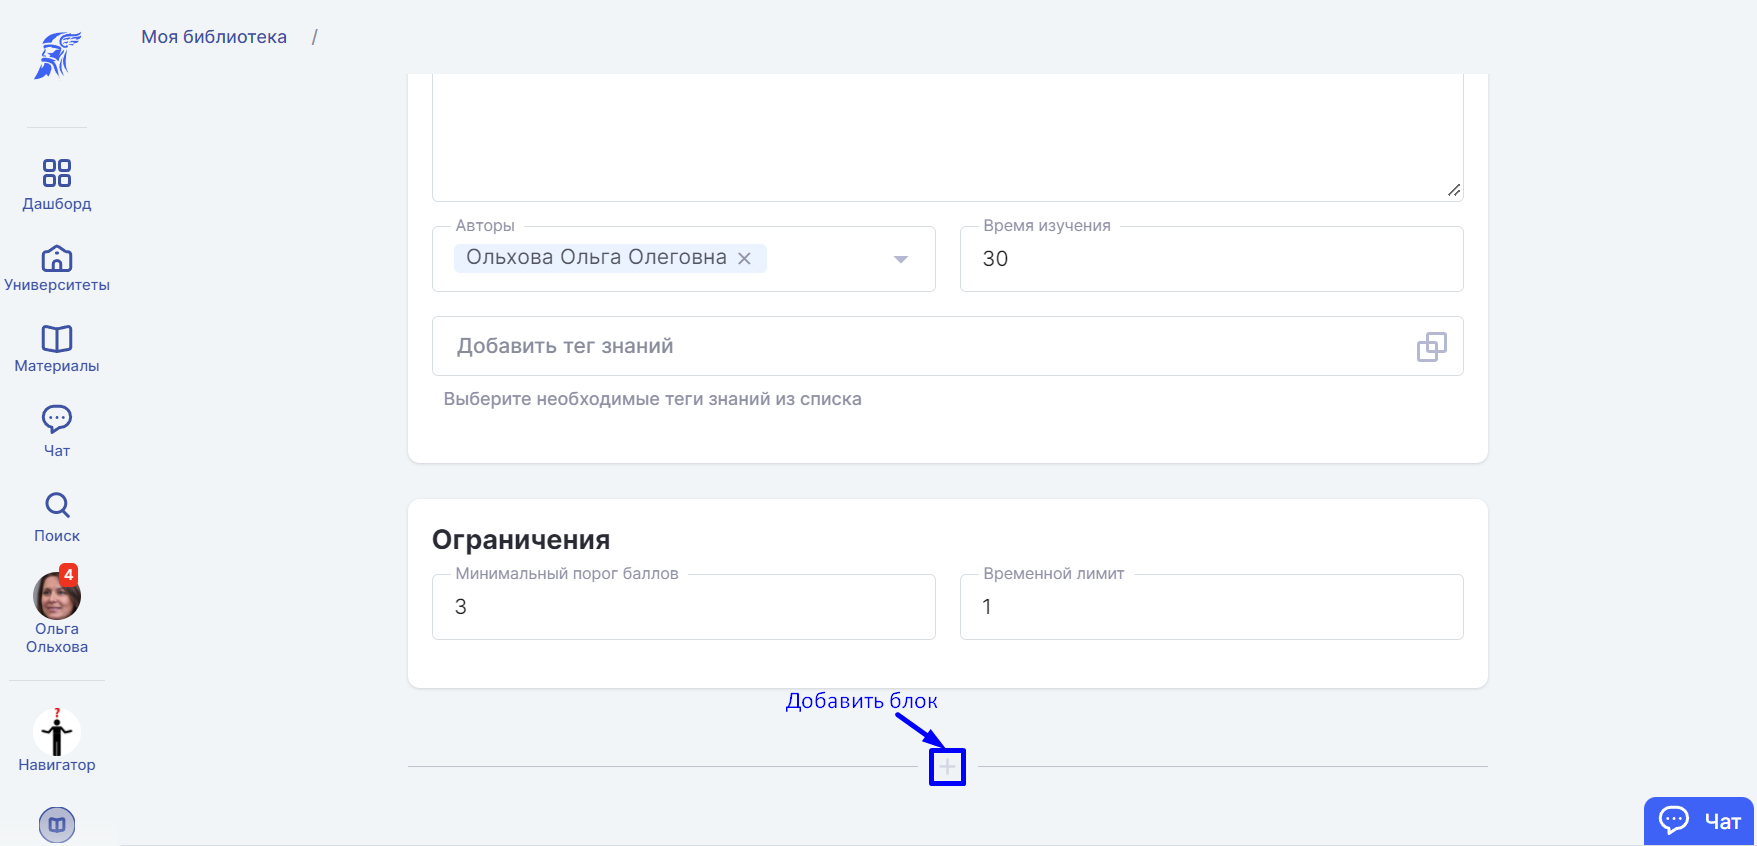 Моя библиотека /
Дашборд
Университеты
Материалы
Чат
Поиск
4
Ольга
Ольхова
?
Навигатор
Авторы
Ольхова Ольга Олеговна ×
Время изучения
30
Добавить тег знаний
Выберите необходимые теги знаний из списка
Ограничения
Минимальный порог баллов
3
Временной лимит
1
Добавить блок
+
Чат